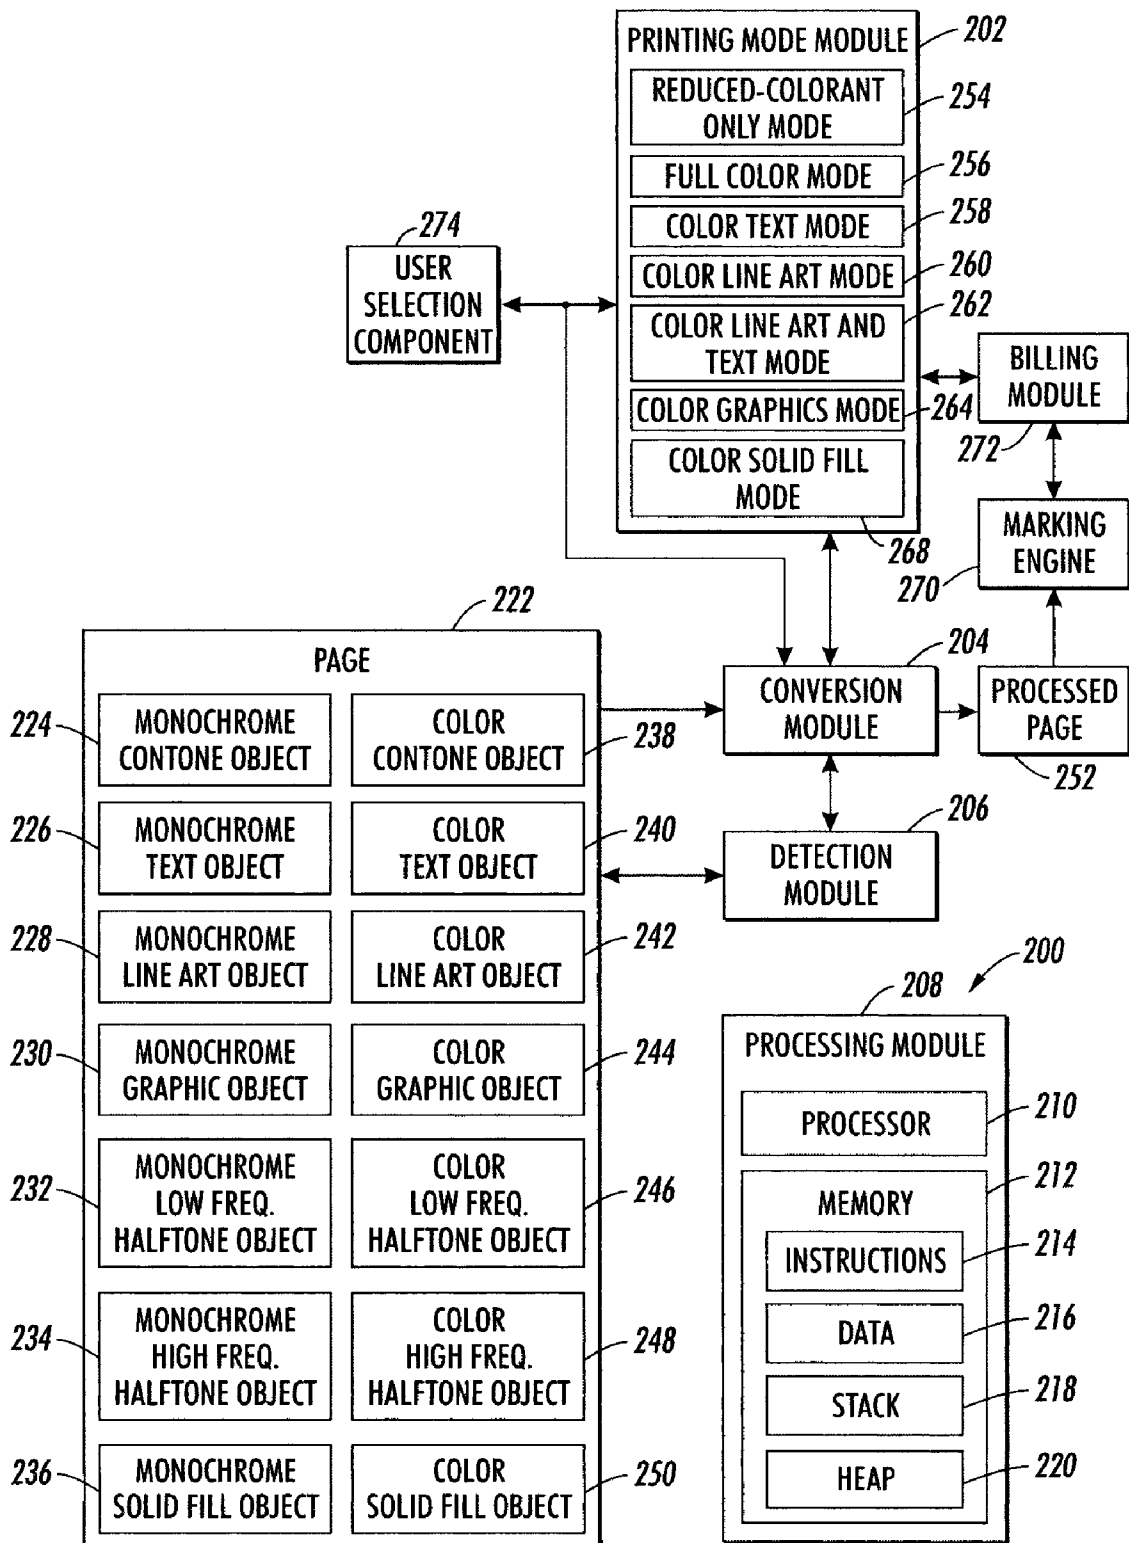 PRINTING MODE MODULE
202
REDUCED-COLORANT
ONLY MODE
254
FULL COLOR MODE
256
COLOR TEXT MODE
258
COLOR LINE ART MODE
260
COLOR LINE ART AND
TEXT MODE
262
COLOR GRAPHICS MODE
264
COLOR SOLID FILL
MODE
268
274
USER
SELECTION
COMPONENT
BILLING
MODULE
272
MARKING
ENGINE
270
222
PAGE
224
MONOCHROME
CONTONE OBJECT
COLOR
CONTONE OBJECT
238
226
MONOCHROME
TEXT OBJECT
COLOR
TEXT OBJECT
240
228
MONOCHROME
LINE ART OBJECT
COLOR
LINE ART OBJECT
242
230
MONOCHROME
GRAPHIC OBJECT
COLOR
GRAPHIC OBJECT
244
232
MONOCHROME
LOW FREQ.
HALFTONE OBJECT
COLOR
LOW FREQ.
HALFTONE OBJECT
246
234
MONOCHROME
HIGH FREQ.
HALFTONE OBJECT
COLOR
HIGH FREQ.
HALFTONE OBJECT
248
236
MONOCHROME
SOLID FILL OBJECT
COLOR
SOLID FILL OBJECT
250
204
CONVERSION
MODULE
PROCESSED
PAGE
252
206
DETECTION
MODULE
200
208
PROCESSING MODULE
PROCESSOR
210
MEMORY
212
INSTRUCTIONS
214
DATA
216
STACK
218
HEAP
220